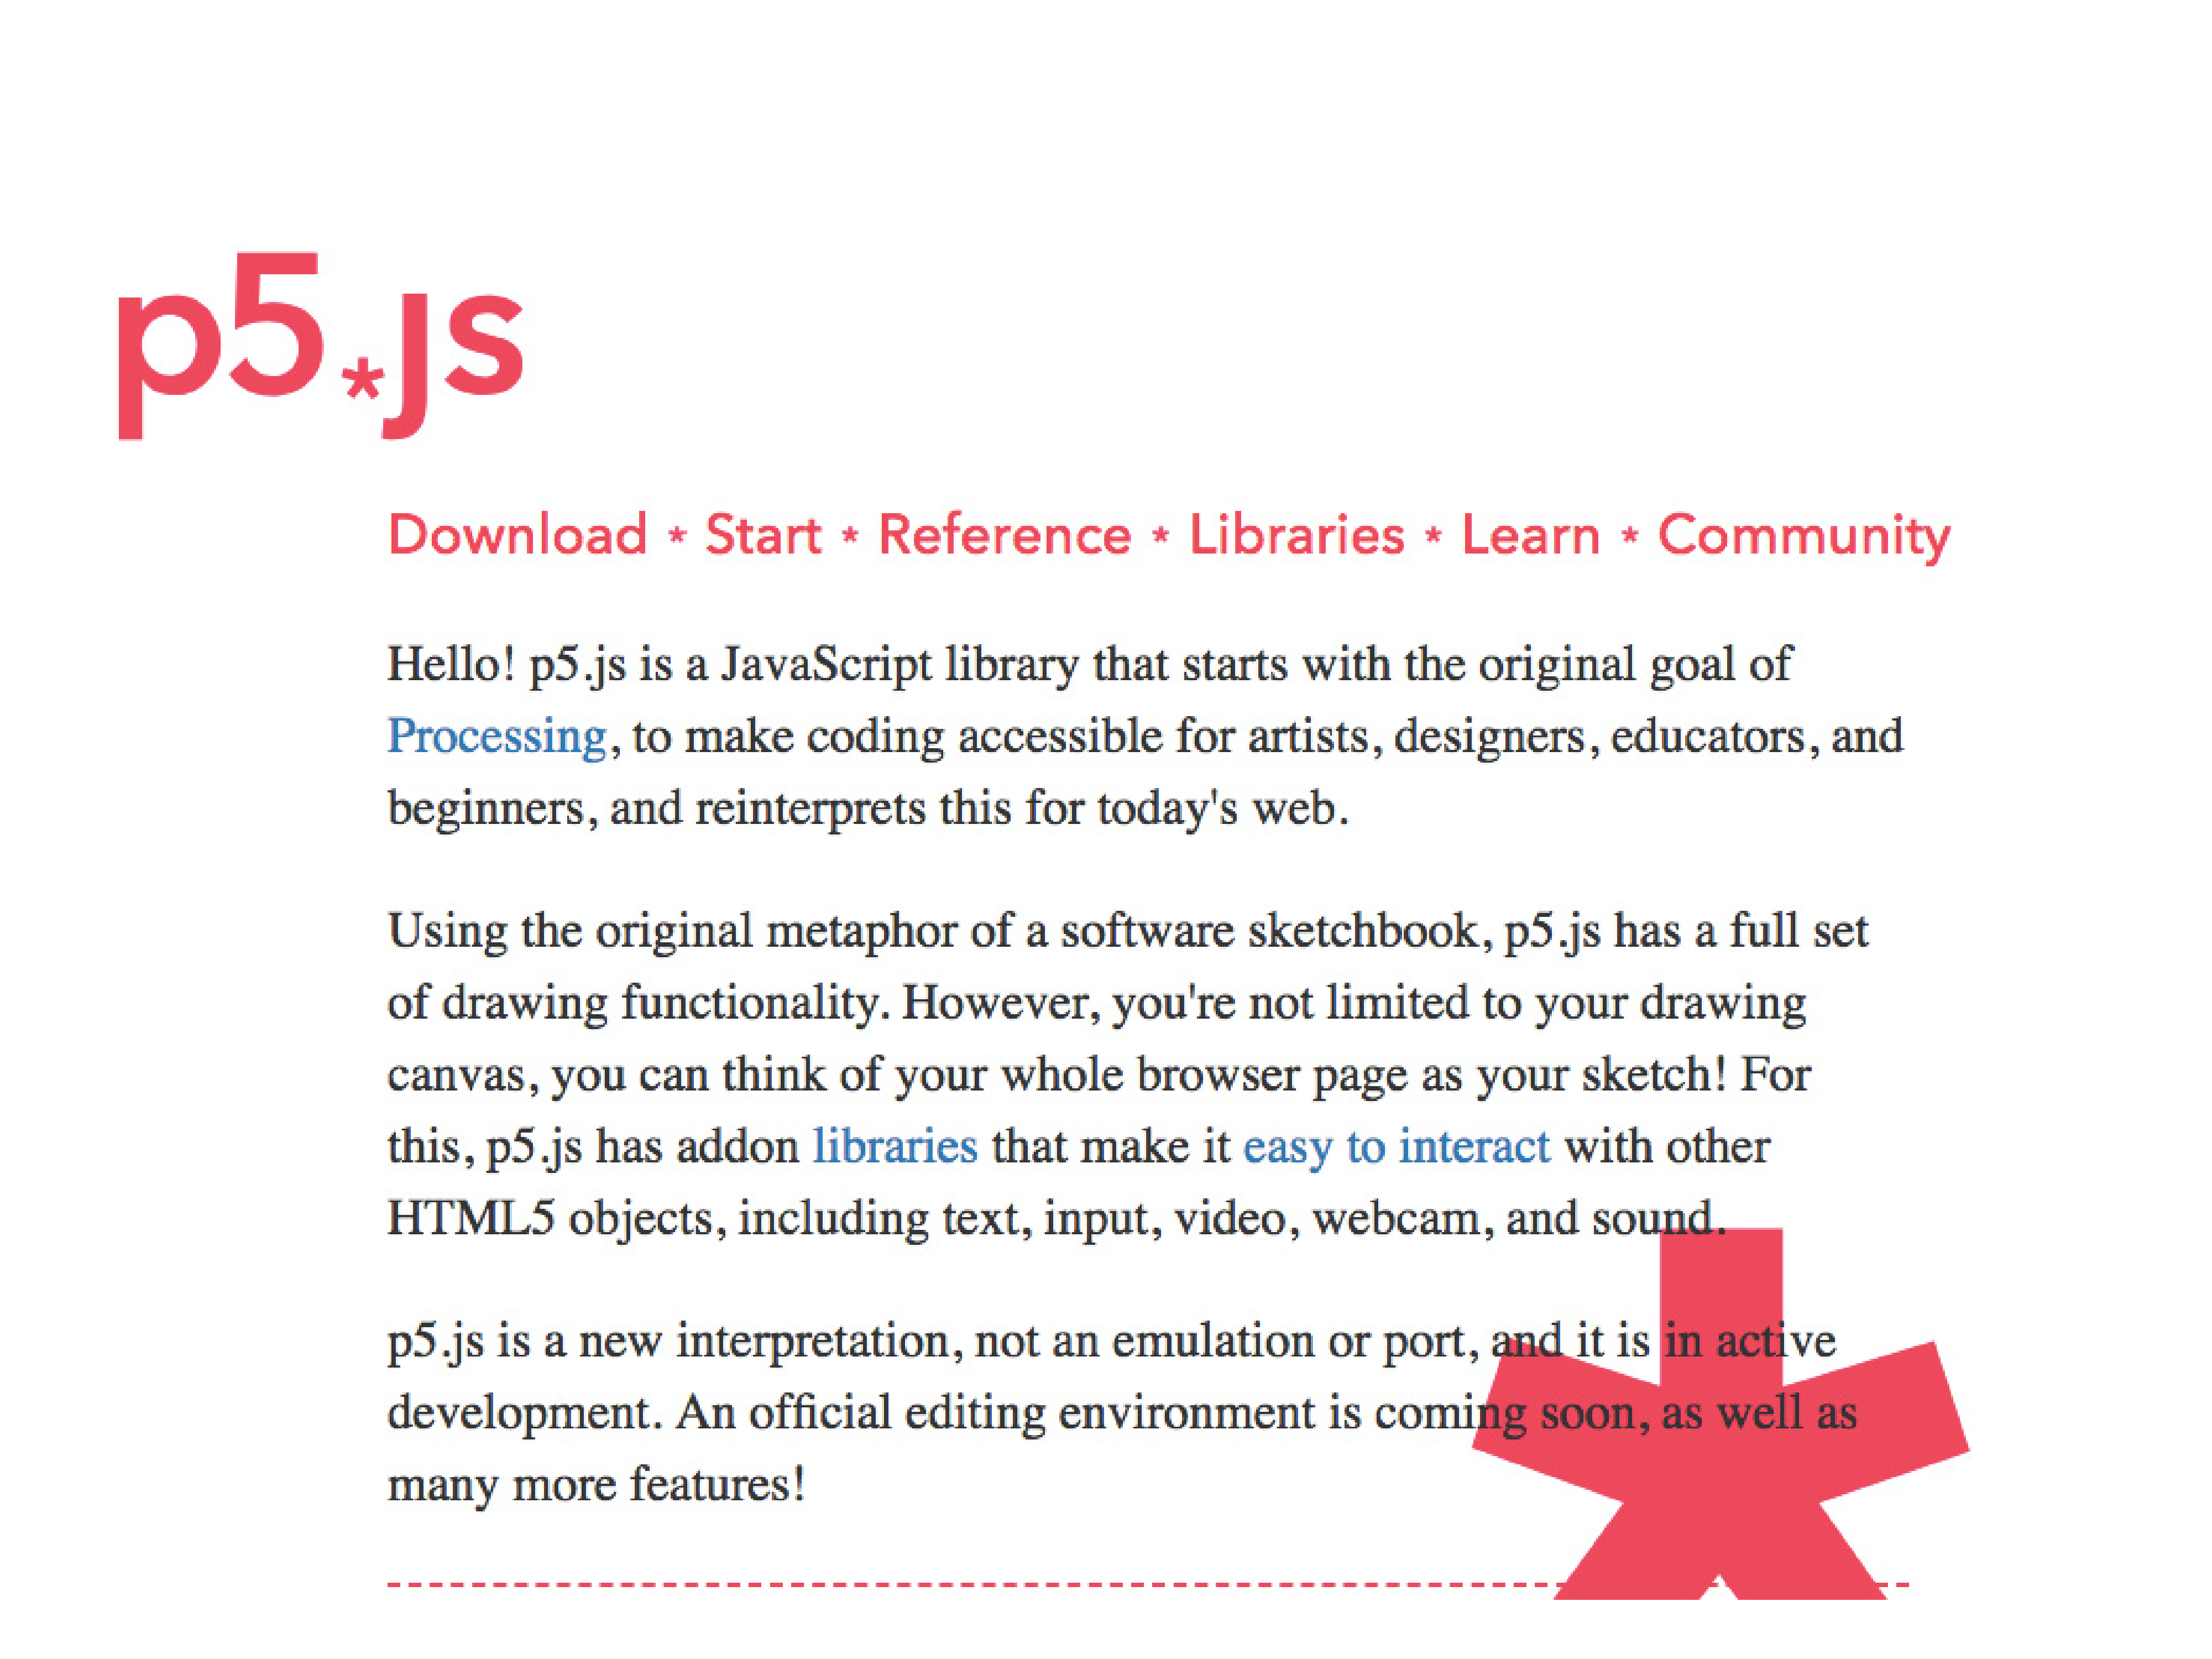 p5*js
Download * Start * Reference * Libraries * Learn * Community
Hello! p5.js is a JavaScript library that starts with the original goal of
Processing, to make coding accessible for artists, designers, educators, and
beginners, and reinterprets this for today's web.
Using the original metaphor of a software sketchbook, p5.js has a full set
of drawing functionality. However, you're not limited to your drawing
canvas, you can think of your whole browser page as your sketch! For
this, p5.js has addon libraries that make it easy to interact with other
HTML5 objects, including text, input, video, webcam, and sound.
p5.js is a new interpretation, not an emulation or port, and it is in active
development. An official editing environment is coming soon, as well as
many more features!